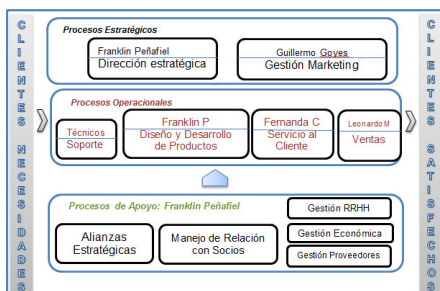 CLIENTES NECESIDADES
Procesos Estratégicos
Franklin Peñafiel
Dirección estratégica
Guillermo Goyes
Gestión Marketing
Procesos Operacionales
Técnicos
Soporte
Franklin P
Diseño y Desarrollo
de Productos
Fernanda C
Servicio al
Cliente
Leonardo M
Ventas
Procesos de Apoyo: Franklin Peñafiel
Alianzas
Estratégicas
Manejo de Relación
con Socios
Gestión RRHH
Gestión Económica
Gestión Proveedores
CLIENTES SATISFECHOS